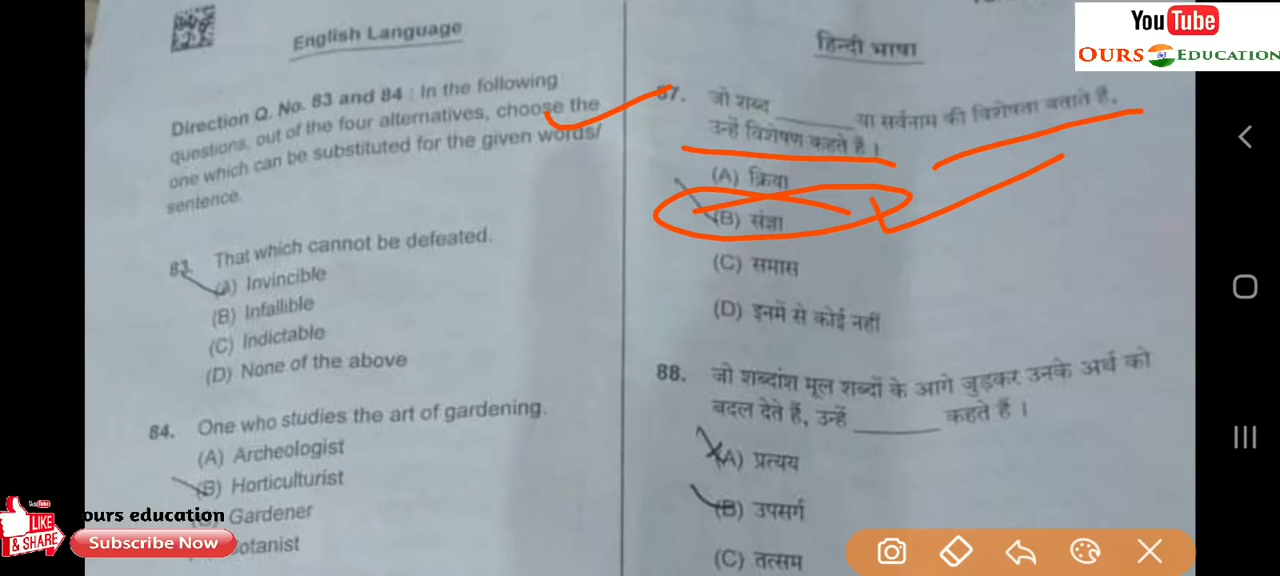 YouTube
OURS EDUCATION
English Language
Direction Q. No. 83 and 84 : In the following
questions, out of the four alternatives, choose the
one which can be substituted for the given words/
sentence.
83. That which cannot be defeated.
(A) Invincible
(B) Infallible
(C) Indictable
(D) None of the above
84. One who studies the art of gardening.
(A) Archeologist
(B) Horticulturist
Gardener
हिन्दी भाषा
87. जो शब्द ______ या सर्वनाम की विशेषता बताते हैं,
उन्हें विशेषण कहते हैं ।
(A) क्रिया
(B) संज्ञा
(C) समास
(D) इनमें से कोई नहीं
88. जो शब्दांश मूल शब्दों के आगे जुड़कर उनके अर्थ को
बदल देते हैं, उन्हें ______ कहते हैं ।
(A) प्रत्यय
(B) उपसर्ग
(C) तत्सम
YouTube
LIKE
& SHARE
ours education
Subscribe Now